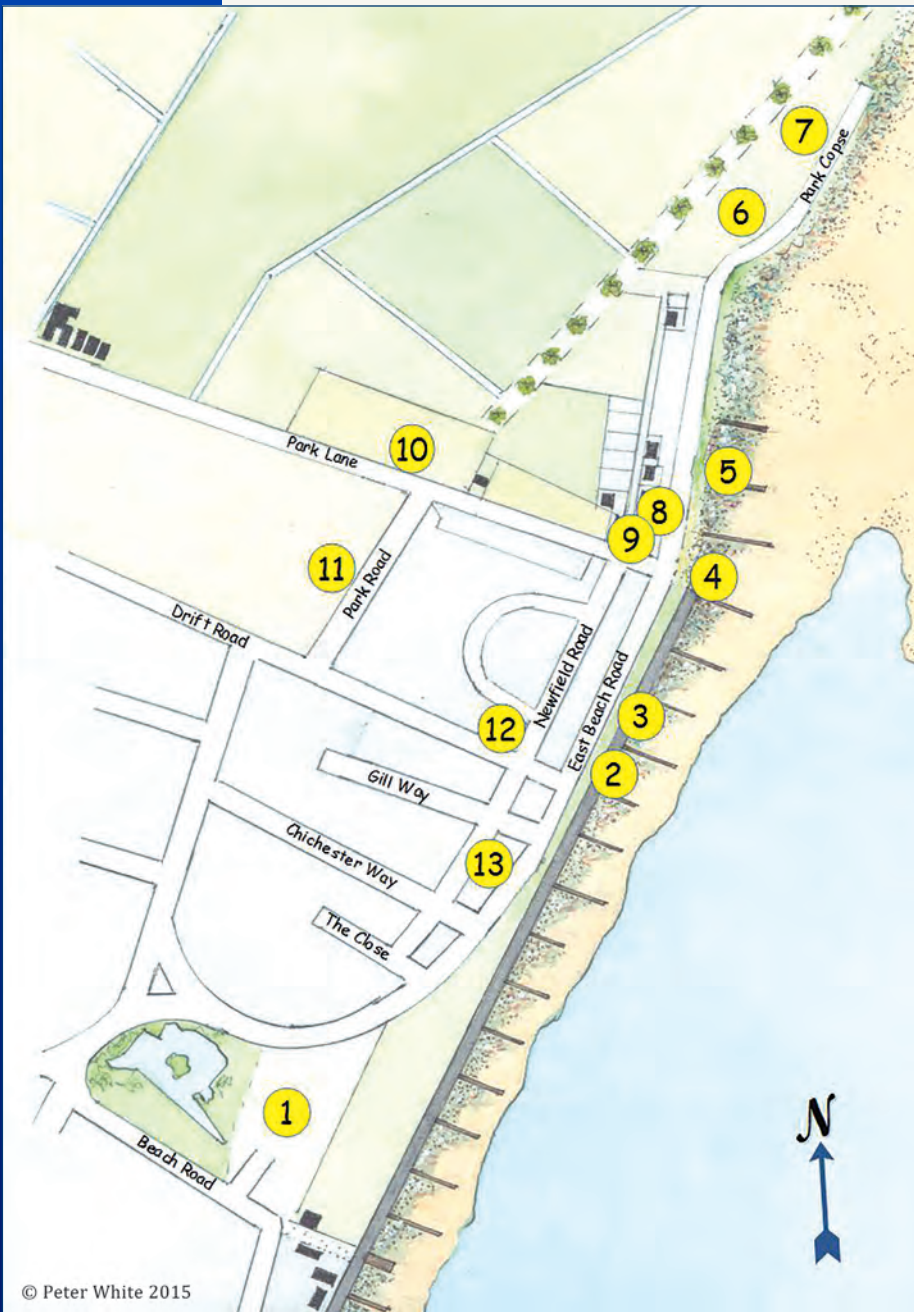 7
Park Copse
6
10
Park Lane
5
8
9
4
11
Park Road
Drift Road
Newfield Road
12
East Beach Road
3
2
Gill Way
13
Chichester Way
The Close
1
N
Beach Road
© Peter White 2015